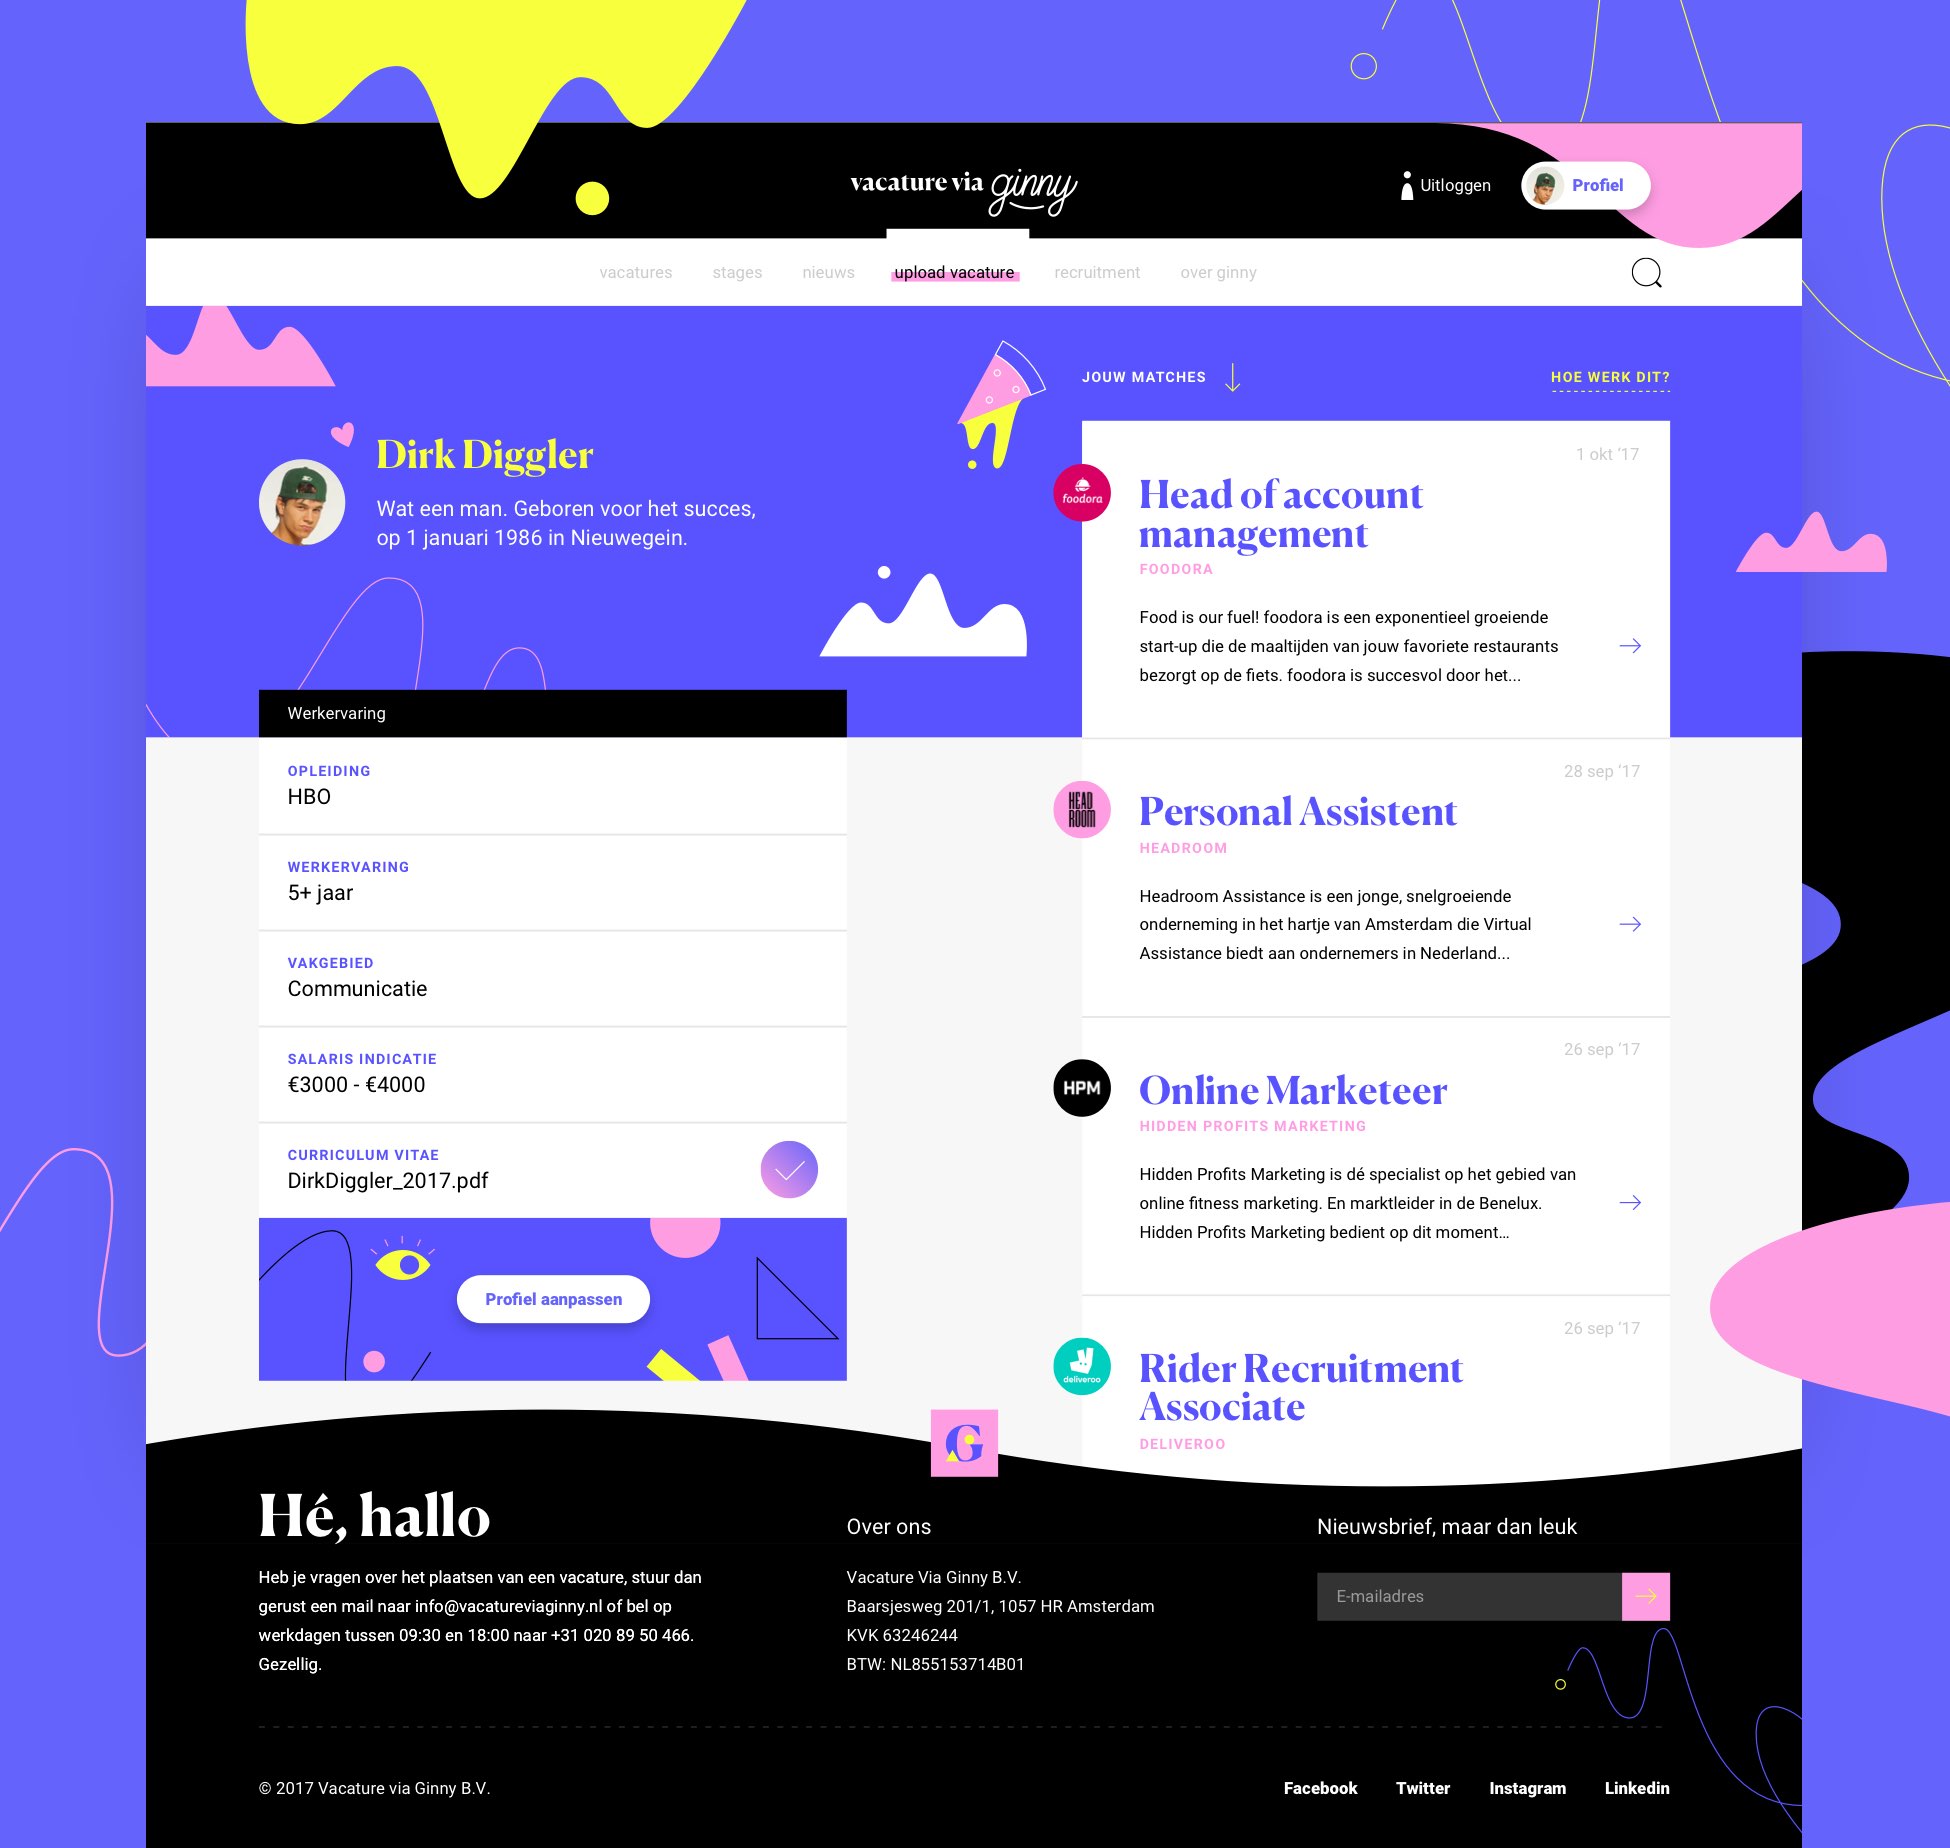 vacature via ginny
Uitloggen
Profiel
vacatures
stages
nieuws
upload vacature
recruitment
over ginny
Dirk Diggler
Wat een man. Geboren voor het succes,
op 1 januari 1986 in Nieuwegein.
Werkervaring
OPLEIDING
HBO
WERKERVARING
5+ jaar
VAKGEBIED
Communicatie
SALARIS INDICATIE
€3000 - €4000
CURRICULUM VITAE
DirkDiggler_2017.pdf
Profiel aanpassen
JOUW MATCHES
HOE WERK DIT?
1 okt ‘17
foodora
Head of account
management
FOODORA
Food is our fuel! foodora is een exponentieel groeiende
start-up die de maaltijden van jouw favoriete restaurants
bezorgt op de fiets. foodora is succesvol door het...
28 sep ‘17
HEAD
ROOM
Personal Assistent
HEADROOM
Headroom Assistance is een jonge, snelgroeiende
onderneming in het hartje van Amsterdam die Virtual
Assistance biedt aan ondernemers in Nederland...
26 sep ‘17
HPM
Online Marketeer
HIDDEN PROFITS MARKETING
Hidden Profits Marketing is dé specialist op het gebied van
online fitness marketing. En marktleider in de Benelux.
Hidden Profits Marketing bedient op dit moment...
26 sep ‘17
deliveroo
Rider Recruitment
Associate
DELIVEROO
G
Hé, hallo
Heb je vragen over het plaatsen van een vacature, stuur dan
gerust een mail naar info@vacatureviaginny.nl of bel op
werkdagen tussen 09:30 en 18:00 naar +31 020 89 50 466.
Gezellig.
Over ons
Vacature Via Ginny B.V.
Baarsjesweg 201/1, 1057 HR Amsterdam
KVK 63246244
BTW: NL855153714B01
Nieuwsbrief, maar dan leuk
E-mailadres
© 2017 Vacature via Ginny B.V.
Facebook
Twitter
Instagram
Linkedin